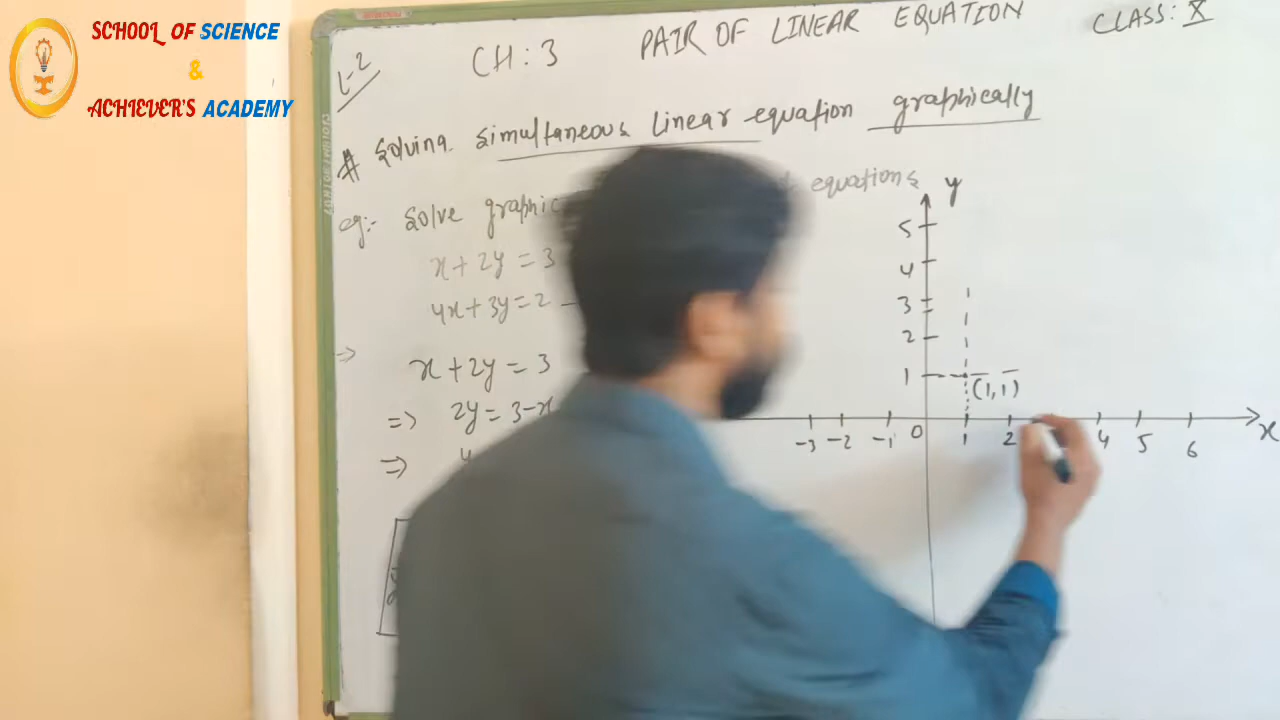 SCHOOL OF SCIENCE
&
ACHIEVER'S ACADEMY
L-2
CH : 3 PAIR OF LINEAR EQUATION CLASS: X
# Solving simultaneous linear equation graphically
eg:- Solve graphic equations
x + 2y = 3
4x + 3y = 2 -
=> x + 2y = 3
=> 2y = 3-x
=> y
y
5
4
3
2
1
(1,1)
-3 -2 -1 0 1 2 4 5 6 x